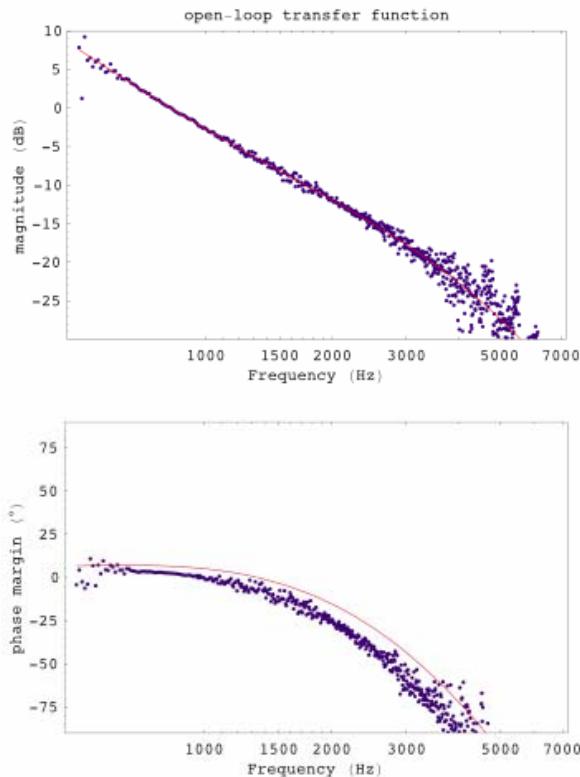 open-loop transfer function
10
5
0
-5
-10
-15
-20
-25
magnitude (dB)
1000 1500 2000 3000 5000 7000
Frequency (Hz)
75
50
25
0
-25
-50
-75
phase margin (°)
1000 1500 2000 3000 5000 7000
Frequency (Hz)